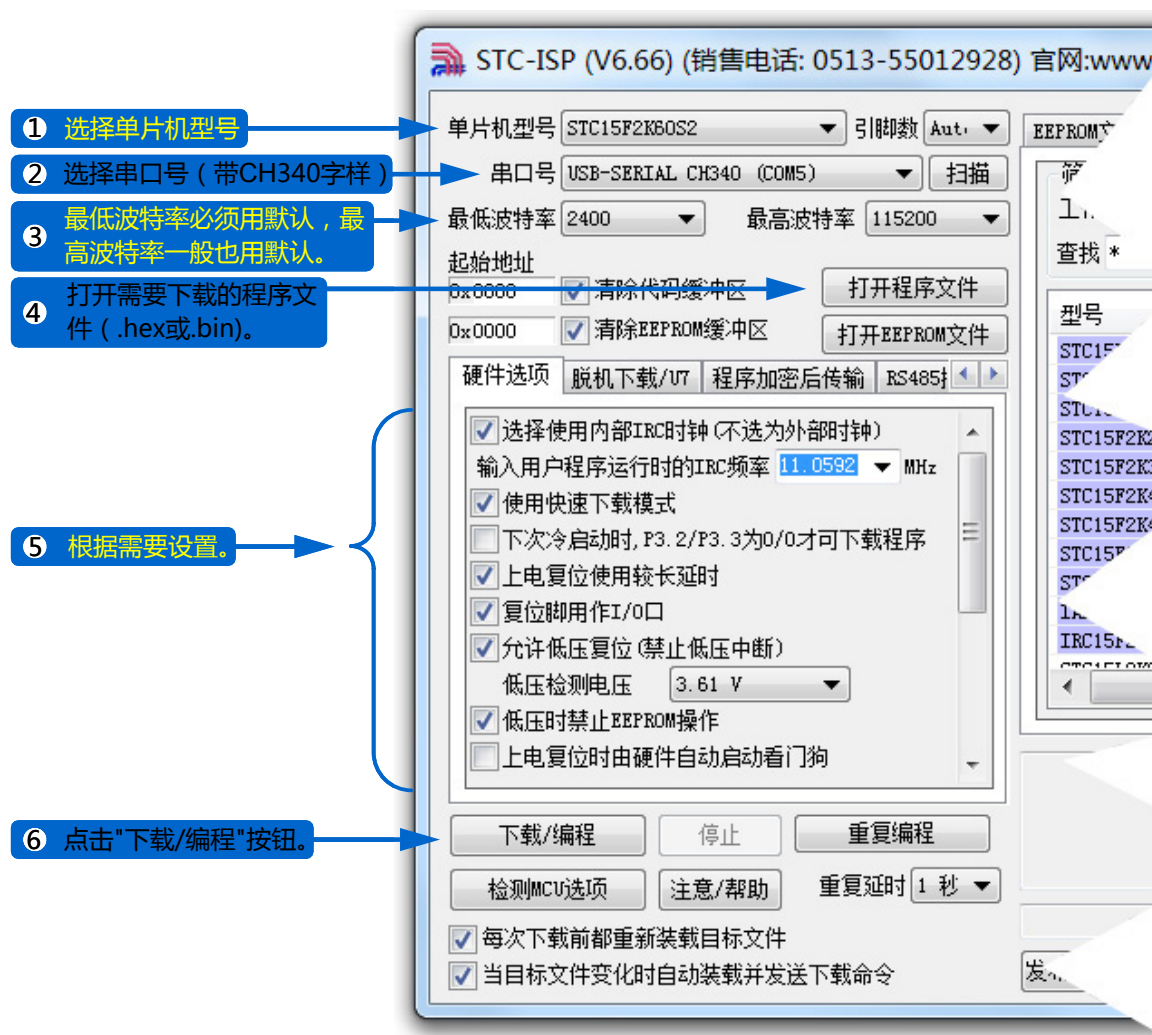 STC-ISP (V6.66) (销售电话: 0513-55012928) 官网:www
① 选择单片机型号
单片机型号 STC15F2K60S2 引脚数 Aut
② 选择串口号（带CH340字样）
串口号 USB-SERIAL CH340 (COM5) 扫描
③ 最低波特率必须用默认，最
高波特率一般也用默认。
最低波特率 2400 最高波特率 115200
起始地址
④ 打开需要下载的程序文
件（.hex或.bin)。
0x0000 清除代码缓冲区 打开程序文件
0x0000 清除EEPROM缓冲区 打开EEPROM文件
硬件选项 脱机下载/U7 程序加密后传输 RS485
选择使用内部IRC时钟(不选为外部时钟)
输入用户程序运行时的IRC频率 11.0592 MHz
使用快速下载模式
⑤ 根据需要设置。
下次冷启动时,P3.2/P3.3为0/0才可下载程序
上电复位使用较长延时
复位脚用作I/O口
允许低压复位(禁止低压中断)
低压检测电压 3.61 V
低压时禁止EEPROM操作
上电复位时由硬件自动启动看门狗
⑥ 点击"下载/编程"按钮。
下载/编程 停止 重复编程
检测MCU选项 注意/帮助 重复延时 1 秒
每次下载前都重新装载目标文件
当目标文件变化时自动装载并发送下载命令
EEPROM
查找 *
型号
STC15
STC15F2K2
STC15F2K3
STC15F2K4
STC15F2K4
STC15F
IRC15F2